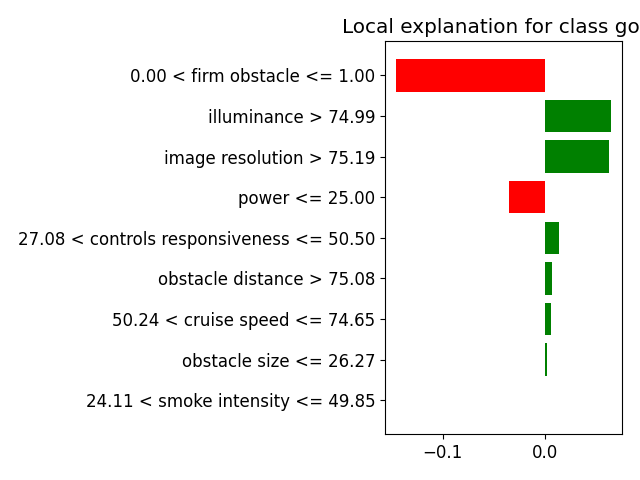 Local explanation for class go
0.00 < firm obstacle <= 1.00
illuminance > 74.99
image resolution > 75.19
power <= 25.00
27.08 < controls responsiveness <= 50.50
obstacle distance > 75.08
50.24 < cruise speed <= 74.65
obstacle size <= 26.27
24.11 < smoke intensity <= 49.85
−0.1 0.0